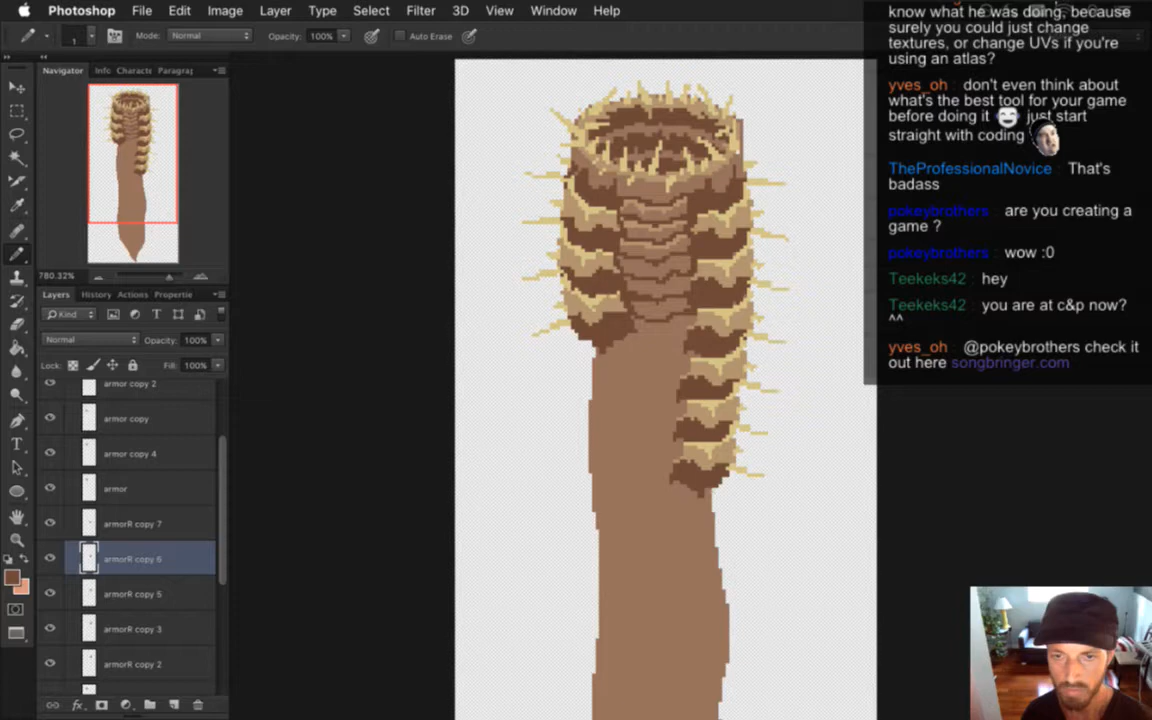 Photoshop File Edit Image Layer Type Select Filter 3D View Window Help
1 Mode: Normal Opacity: 100% Auto Erase
Navigator Info Characte Paragraj
780.32%
Layers History Actions Propertie
Kind
Normal Opacity: 100%
Lock: Fill: 100%
armor copy 2
armor copy
armor copy 4
armor
armorR copy 7
armorR copy 6
armorR copy 5
armorR copy 3
armorR copy 2
know what he was doing, because
surely you could just change
textures, or change UVs if you're
using an atlas?
yves_oh : don't even think about
what's the best tool for your game
before doing it just start
straight with coding
TheProfessionalNovice : That's
badass
pokeybrothers : are you creating a
game ?
pokeybrothers : wow :0
Teekeks42 : hey
Teekeks42 : you are at c&p now?
^^
yves_oh : @pokeybrothers check it
out here songbringer.com